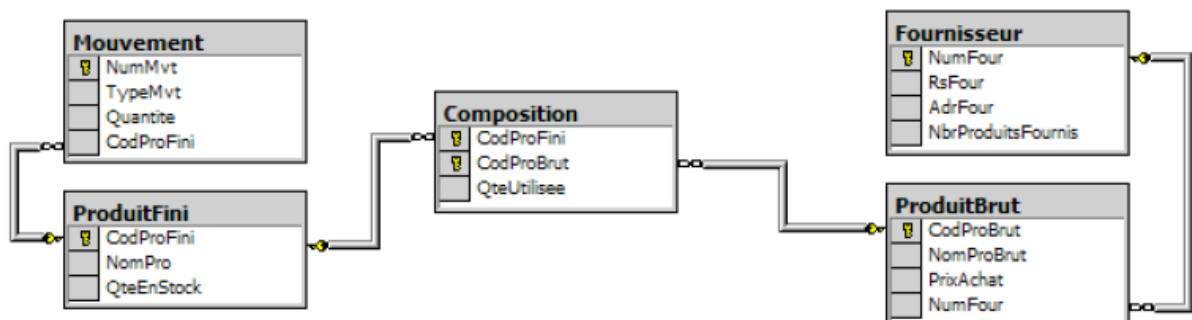 Mouvement
NumMvt
TypeMvt
Quantite
CodProFini
ProduitFini
CodProFini
NomPro
QteEnStock
Composition
CodProFini
CodProBrut
QteUtilisee
Fournisseur
NumFour
RsFour
AdrFour
NbrProduitsFournis
ProduitBrut
CodProBrut
NomProBrut
PrixAchat
NumFour